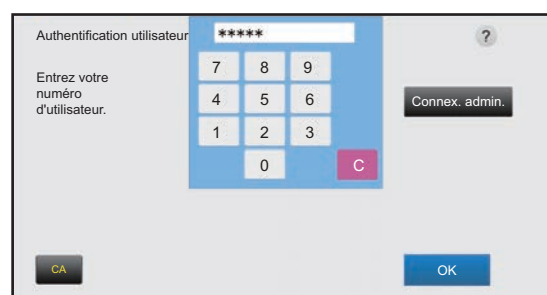 Authentification utilisateur
*****
?
Entrez votre
numéro
d'utilisateur.
7 8 9
4 5 6
1 2 3
0 C
Connex. admin.
CA
OK